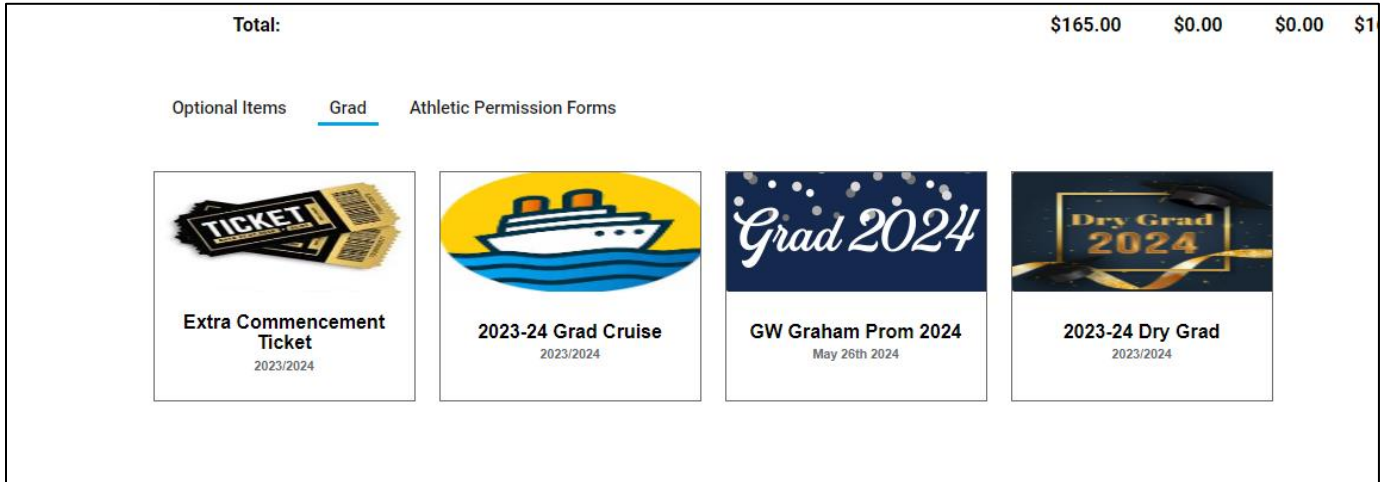 Total: $165.00 $0.00 $0.00
Optional Items Grad Athletic Permission Forms
TICKET
Grad 2024
Dry Grad
2024
Extra Commencement
Ticket
2023/2024
2023-24 Grad Cruise
2023/2024
GW Graham Prom 2024
May 26th 2024
2023-24 Dry Grad
2023/2024